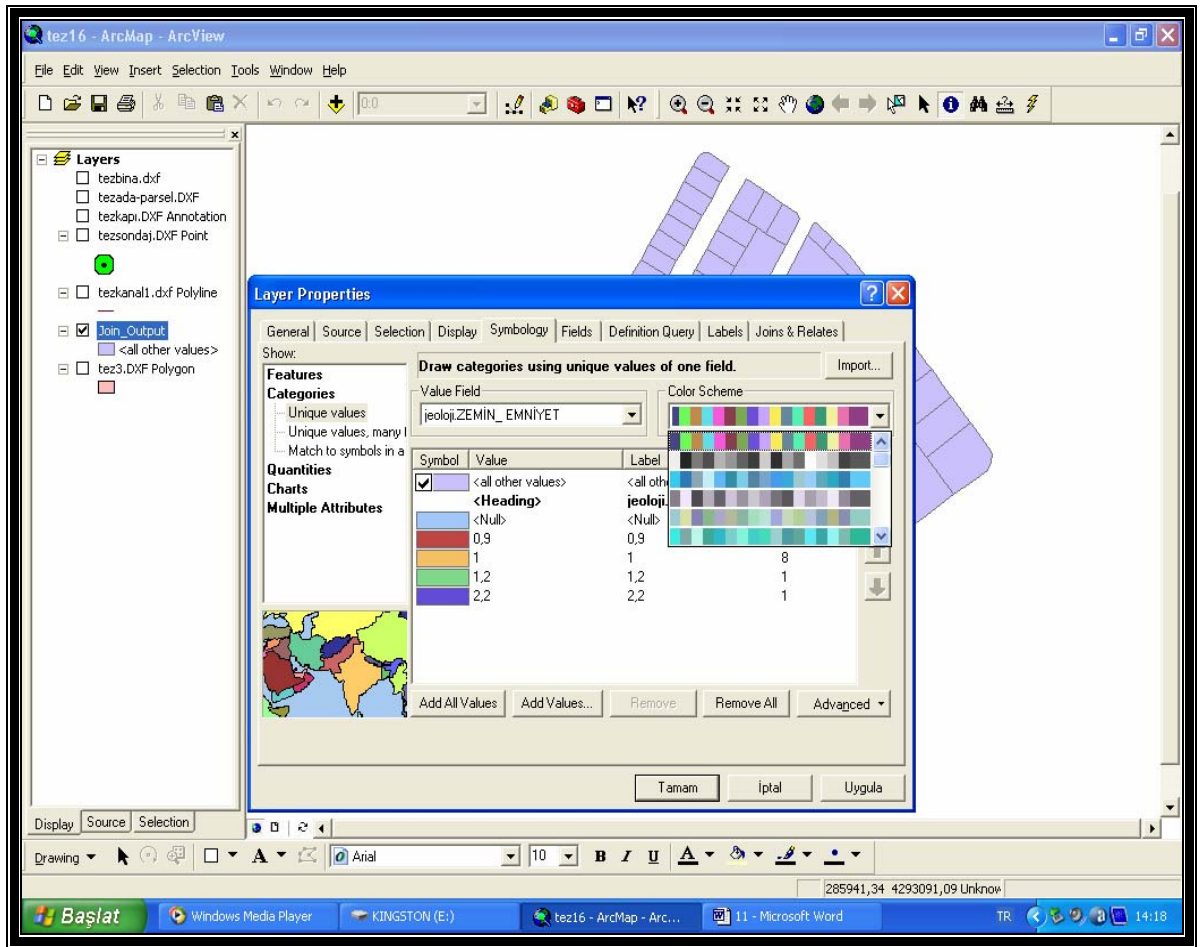 tez16 - ArcMap - ArcView
File Edit View Insert Selection Tools Window Help
0:0
Layers
tezbina.dxf
tezada-parsel.DXF
tezkapı.DXF Annotation
tezsondaj.DXF Point
tezkanal1.dxf Polyline
Join_Output
<all other values>
tez3.DXF Polygon
Display Source Selection
Layer Properties
General Source Selection Display Symbology Fields Definition Query Labels Joins & Relates
Show:
Features
Categories
Unique values
Unique values, many
Match to symbols in a
Quantities
Charts
Multiple Attributes
Draw categories using unique values of one field.
Import...
Value Field
jeoloji.ZEMİN_ EMNİYET
Color Scheme
Symbol Value Label
<all other values> <all othe
<Heading> jeoloji.
<Null> <Null>
0,9 0,9
1 1 8
1,2 1,2 1
2,2 2,2 1
Add All Values Add Values... Remove Remove All Advanced
Tamam İptal Uygula
Drawing A Arial 10 B I U A
285941,34 4293091,09 Unknow
Başlat Windows Media Player KINGSTON (E:) tez16 - ArcMap - Arc... 11 - Microsoft Word TR 14:18